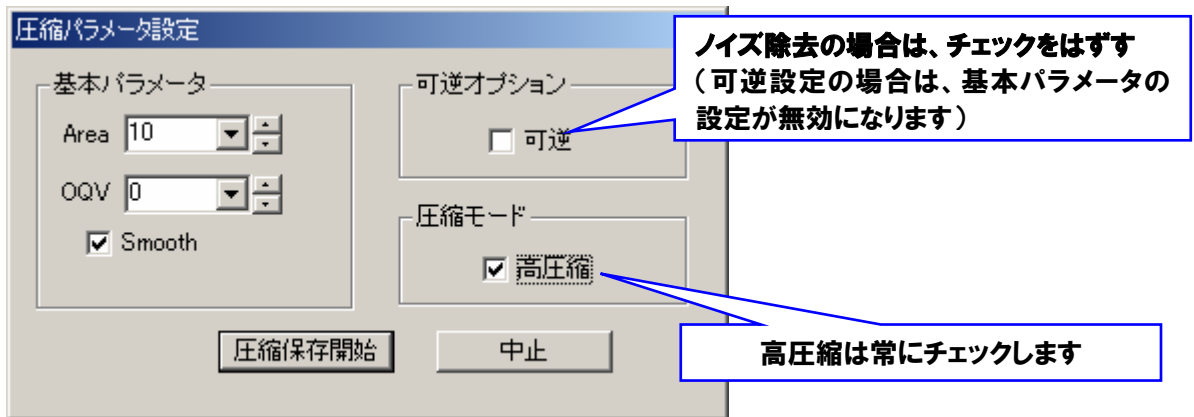 圧縮パラメータ設定
ノイズ除去の場合は、チェックをはずす
（可逆設定の場合は、基本パラメータの
設定が無効になります）
基本パラメータ
Area 10
OQV 0
Smooth
可逆オプション
可逆
圧縮モード
高圧縮
高圧縮は常にチェックします
圧縮保存開始
中止